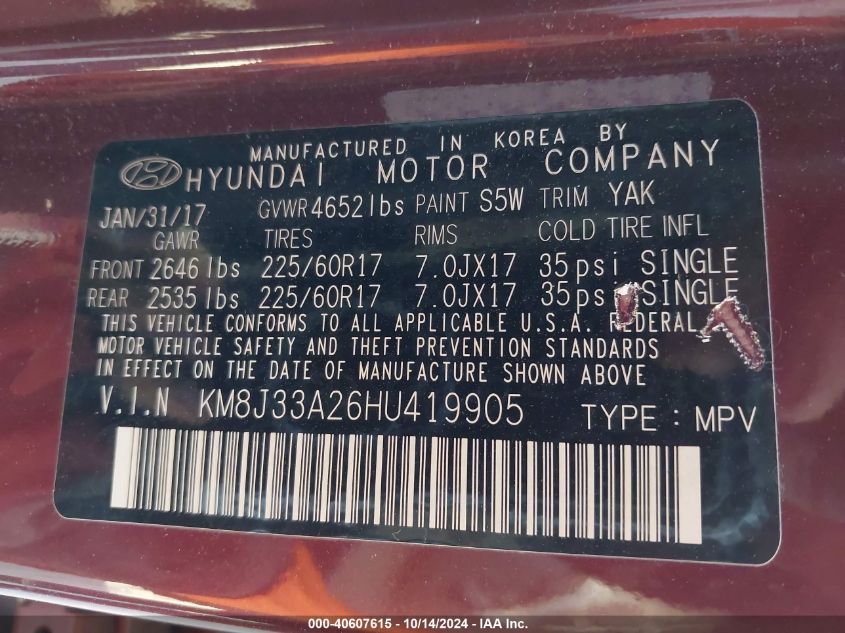 MANUFACTURED IN KOREA BY
HYUNDAI MOTOR COMPANY
JAN/31/17 GVWR 4652 lbs PAINT S5W TRIM YAK
GAWR TIRES RIMS COLD TIRE INFL
FRONT 2646 lbs 225/60R17 7.0JX17 35psi SINGLE
REAR 2535 lbs 225/60R17 7.0JX17 35psi SINGLE
THIS VEHICLE CONFORMS TO ALL APPLICABLE U.S.A. FEDERAL
MOTOR VEHICLE SAFETY AND THEFT PREVENTION STANDARDS
IN EFFECT ON THE DATE OF MANUFACTURE SHOWN ABOVE
V.I.N KM8J33A26HU419905 TYPE : MPV
000-40607615 - 10/14/2024 - IAA Inc.